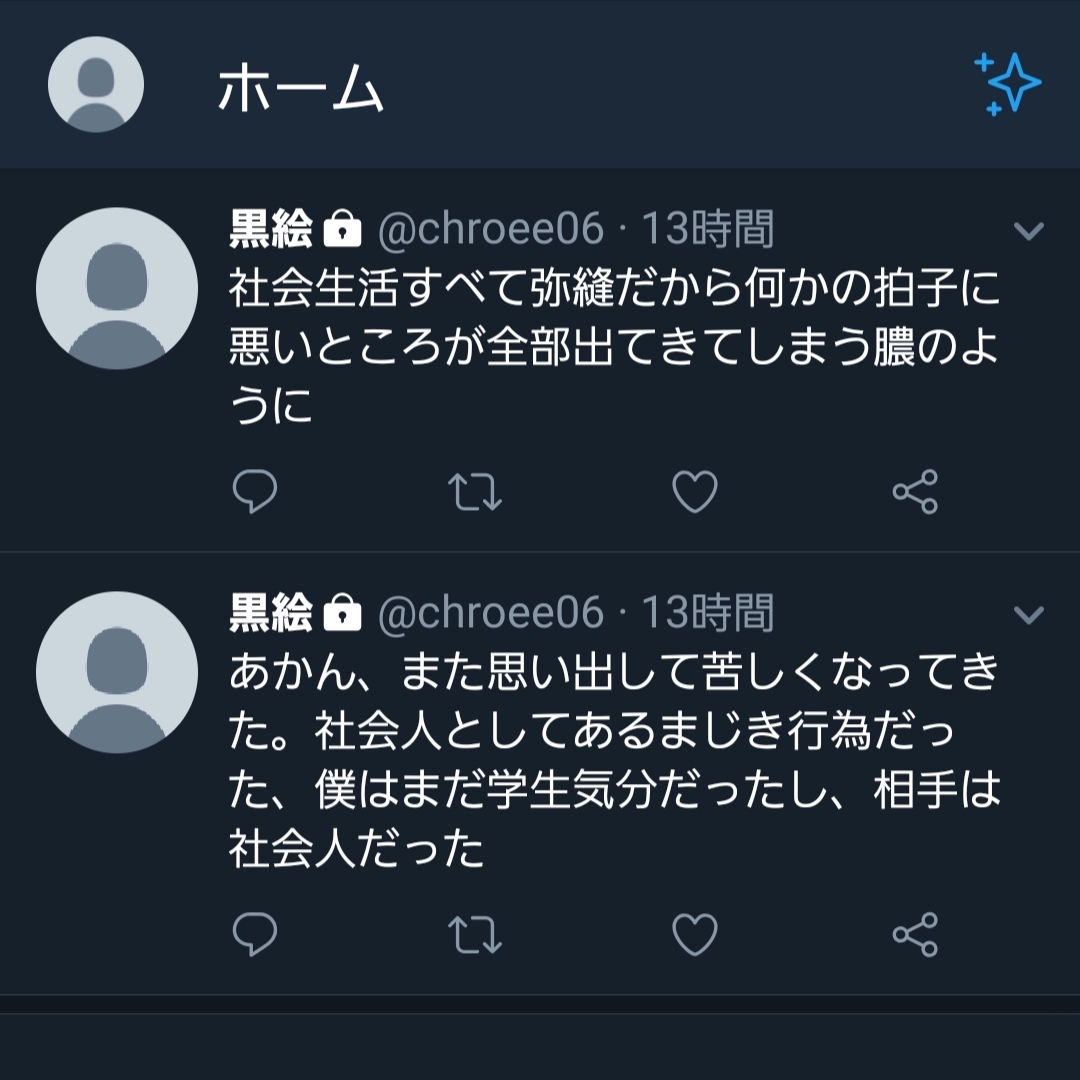 ホーム
黒絵 @chroee06 · 13時間
社会生活すべて弥縫だから何かの拍子に
悪いところが全部出てきてしまう膿のよ
うに
黒絵 @chroee06 · 13時間
あかん、また思い出して苦しくなってき
た。社会人としてあるまじき行為だっ
た、僕はまだ学生気分だったし、相手は
社会人だった